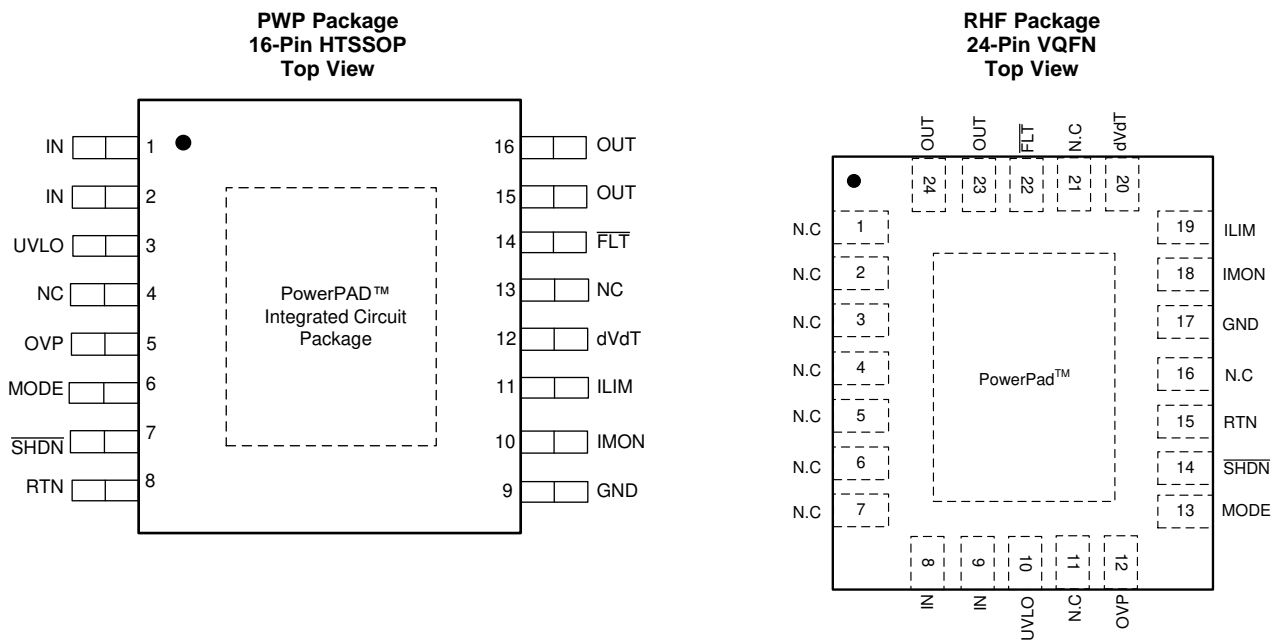 PWP Package
16-Pin HTSSOP
Top View
IN 1
IN 2
UVLO 3
NC 4
OVP 5
MODE 6
SHDN 7
RTN 8
PowerPAD™
Integrated Circuit
Package
16 OUT
15 OUT
14 FLT
13 NC
12 dVdT
11 ILIM
10 IMON
9 GND
RHF Package
24-Pin VQFN
Top View
OUT OUT FLT N.C dVdT
24 23 22 21 20
N.C 1
N.C 2
N.C 3
N.C 4
N.C 5
N.C 6
N.C 7
PowerPad™
19 ILIM
18 IMON
17 GND
16 N.C
15 RTN
14 SHDN
13 MODE
8 9 10 11 12
IN IN UVLO N.C OVP